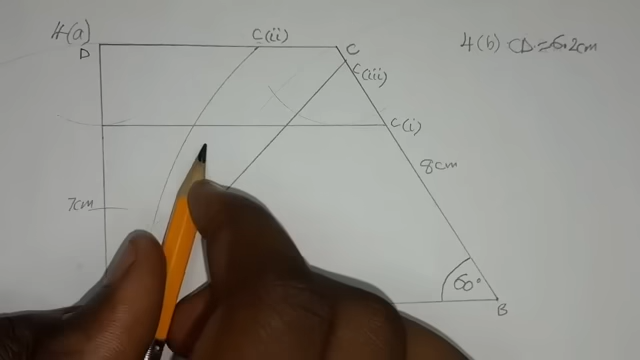 4(a)
D
C(ii)
C
C(iii)
4(b) CD = 6.2cm
C(i)
8cm
7cm
60°
B